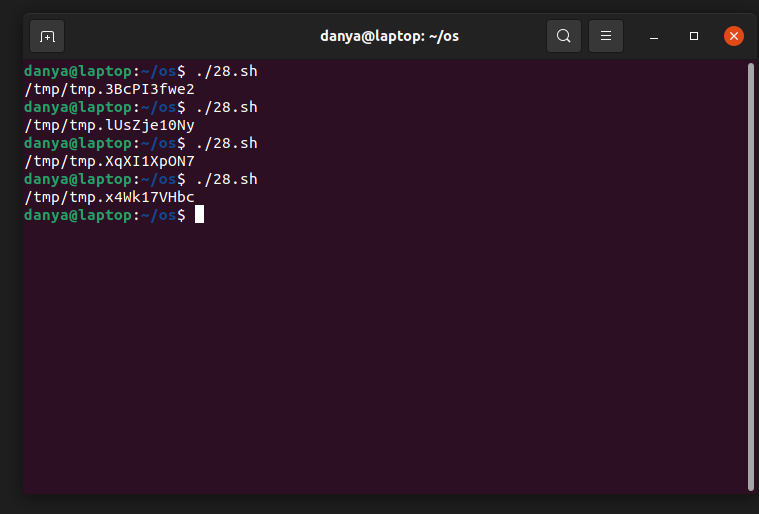 danya@laptop: ~/os
danya@laptop:~/os$ ./28.sh
/tmp/tmp.3BcPI3fwe2
danya@laptop:~/os$ ./28.sh
/tmp/tmp.lUsZje10Ny
danya@laptop:~/os$ ./28.sh
/tmp/tmp.XqXI1XpON7
danya@laptop:~/os$ ./28.sh
/tmp/tmp.x4Wk17VHbc
danya@laptop:~/os$